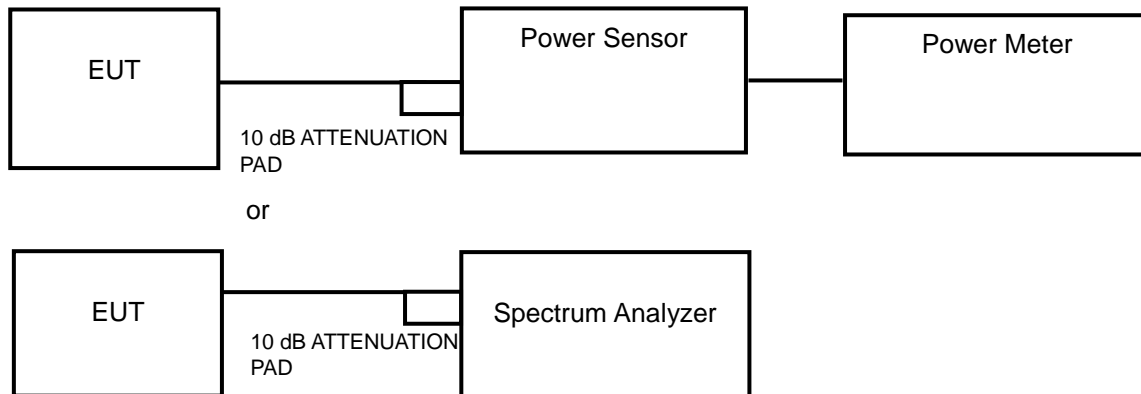 EUT
Power Sensor
Power Meter
10 dB ATTENUATION
PAD
or
EUT
Spectrum Analyzer
10 dB ATTENUATION
PAD